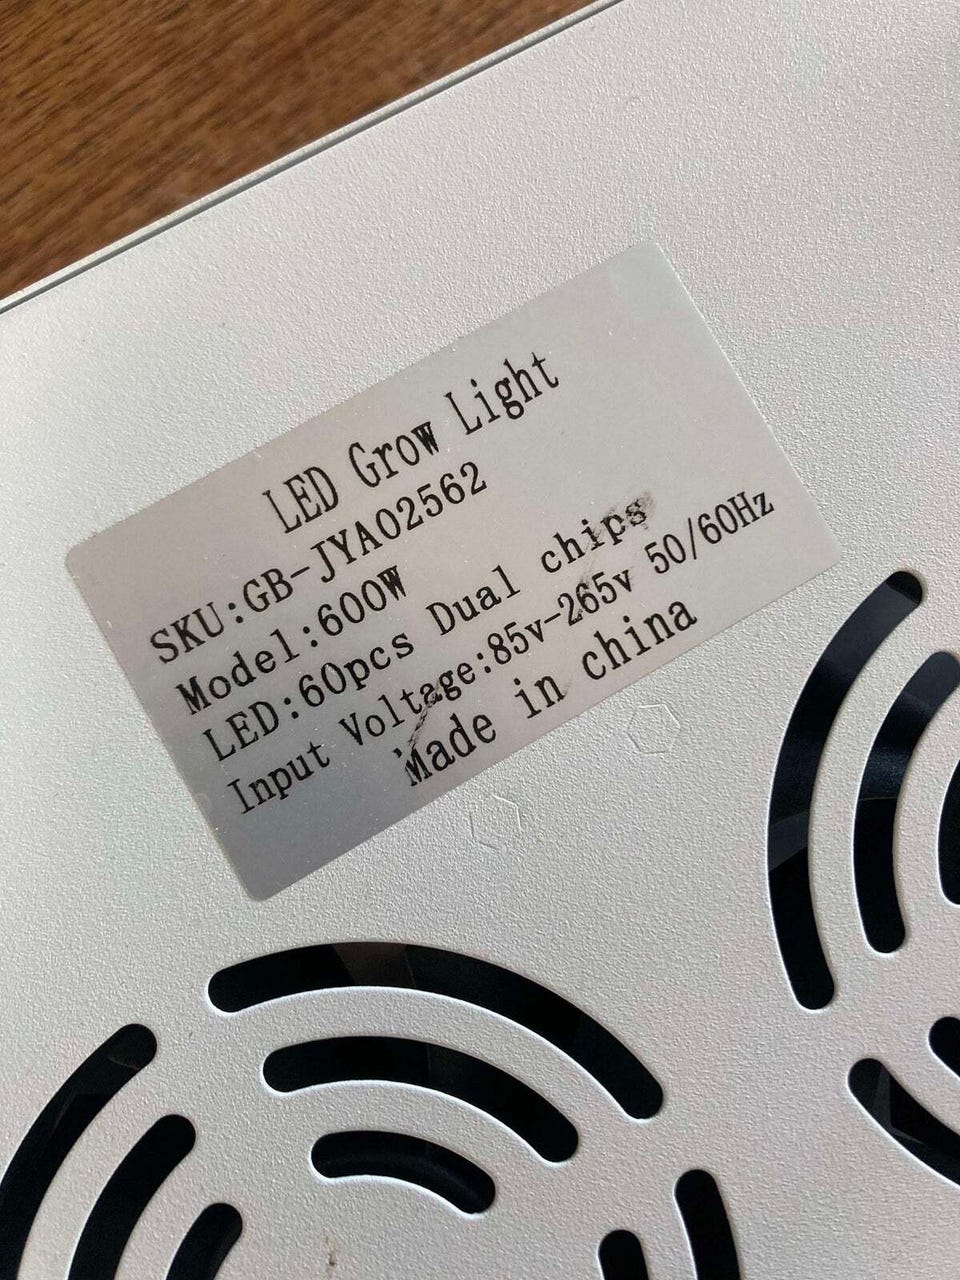 LED Grow Light
SKU:GB-JYA02562
Model:600W
LED:60pcs Dual chips
Input Voltage:85v-265v 50/60Hz
Made in china